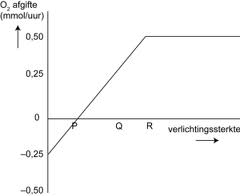 O₂ afgifte
(mmol/uur)
0,50
0,25
0
P Q R verlichtingssterkte
–0,25
–0,50